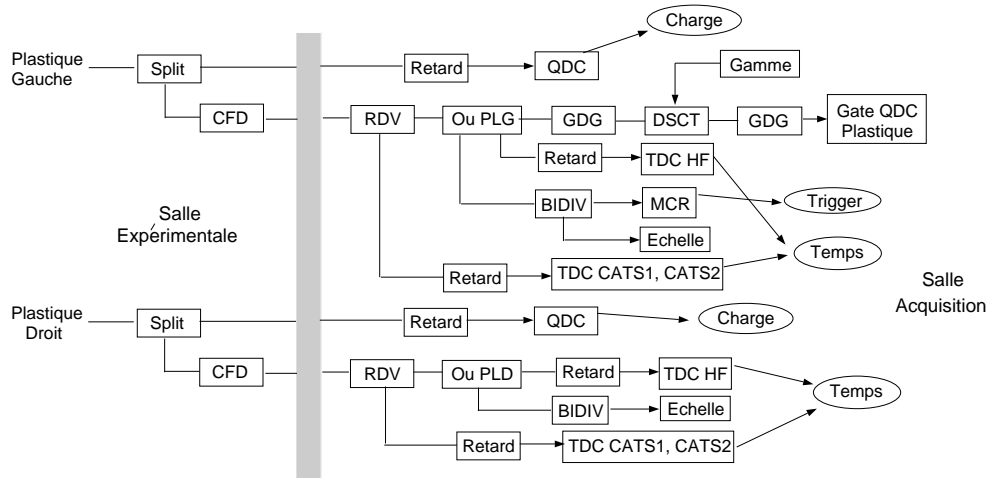 Charge
Plastique
Gauche
Split
Retard
QDC
Gamme
CFD
RDV
Ou PLG
GDG
DSCT
GDG
Gate QDC
Plastique
Retard
TDC HF
BIDIV
MCR
Trigger
Salle
Expérimentale
Echelle
Temps
Retard
TDC CATS1, CATS2
Salle
Acquisition
Plastique
Droit
Split
Retard
QDC
Charge
CFD
RDV
Ou PLD
Retard
TDC HF
Temps
BIDIV
Echelle
Retard
TDC CATS1, CATS2